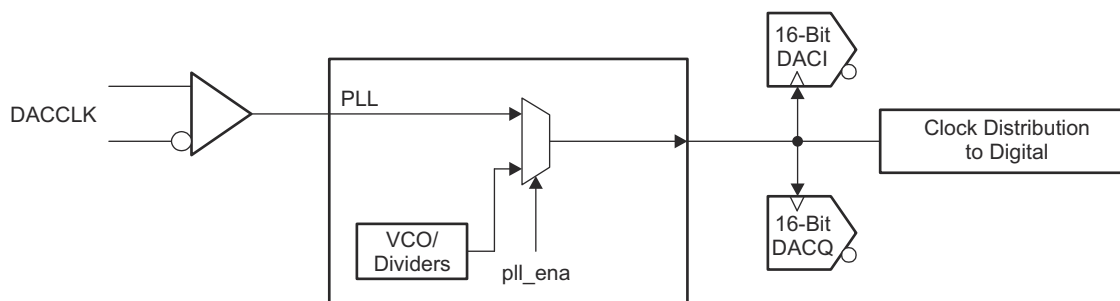 16-Bit
DACI
PLL
DACCLK
Clock Distribution
to Digital
VCO/
Dividers
pll_ena
16-Bit
DACQ